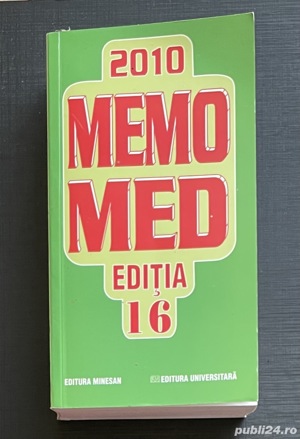 2010
MEMO
MED
EDIȚIA
16
EDITURA MINESAN EDITURA UNIVERSITARĂ
publi24.ro